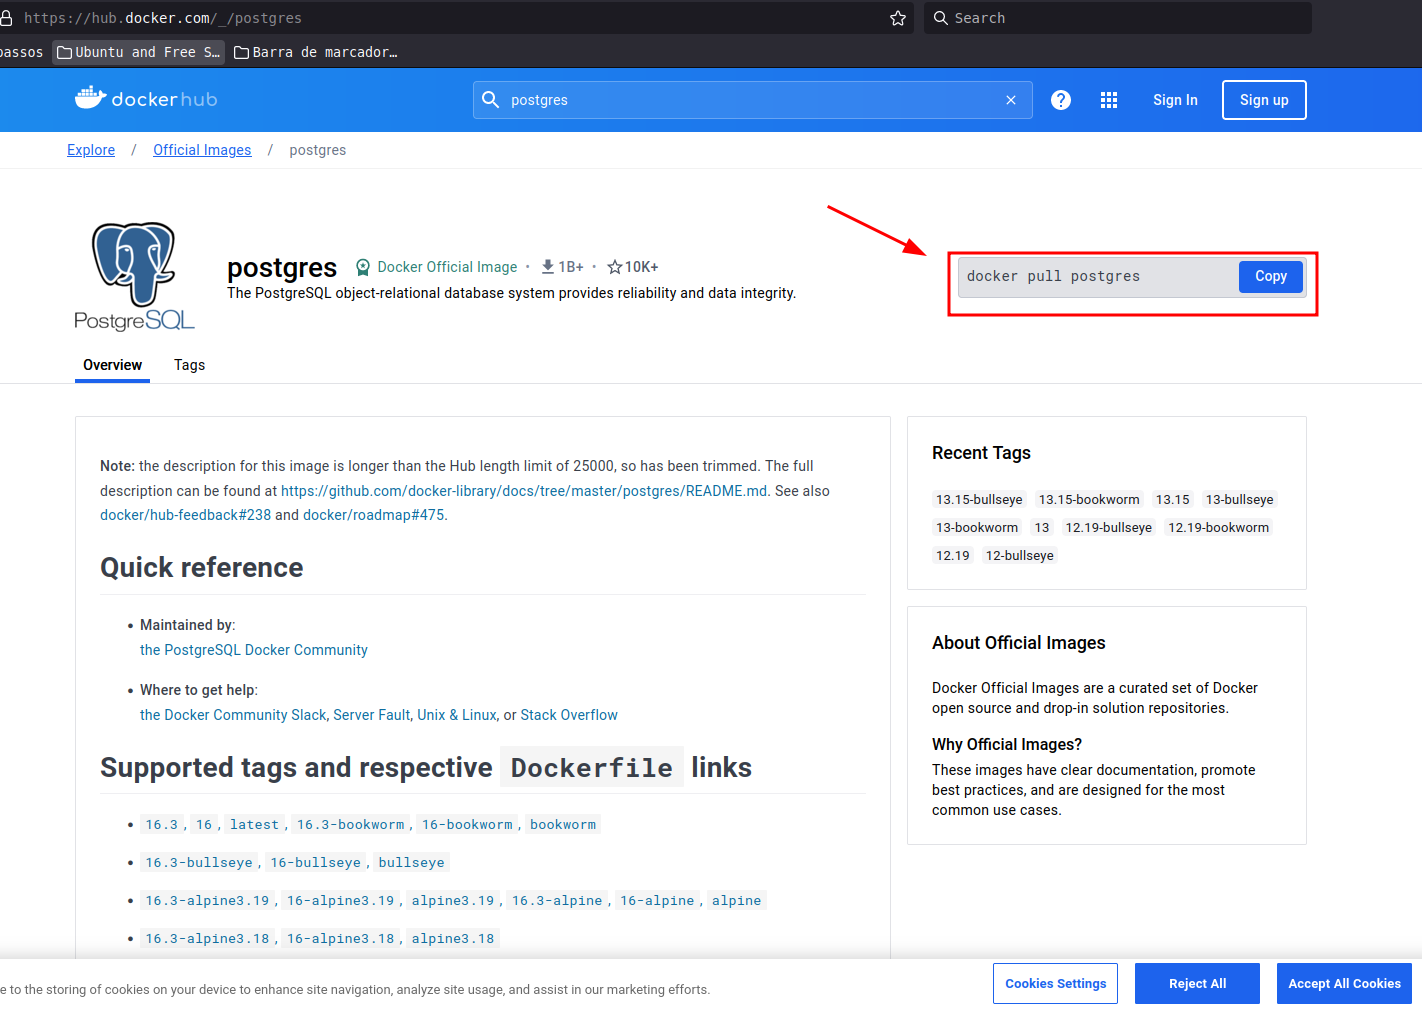 https://hub.docker.com/_/postgres
Search
passos
Ubuntu and Free S…
Barra de marcador…
docker hub
postgres
Sign In
Sign up
Explore / Official Images / postgres
PostgreSQL
postgres
Docker Official Image • 1B+ • 10K+
The PostgreSQL object-relational database system provides reliability and data integrity.
docker pull postgres
Copy
Overview
Tags
Note: the description for this image is longer than the Hub length limit of 25000, so has been trimmed. The full
description can be found at https://github.com/docker-library/docs/tree/master/postgres/README.md. See also
docker/hub-feedback#238 and docker/roadmap#475.
Quick reference
• Maintained by:
the PostgreSQL Docker Community
• Where to get help:
the Docker Community Slack, Server Fault, Unix & Linux, or Stack Overflow
Supported tags and respective Dockerfile links
• 16.3, 16, latest, 16.3-bookworm, 16-bookworm, bookworm
• 16.3-bullseye, 16-bullseye, bullseye
• 16.3-alpine3.19, 16-alpine3.19, alpine3.19, 16.3-alpine, 16-alpine, alpine
• 16.3-alpine3.18, 16-alpine3.18, alpine3.18
Recent Tags
13.15-bullseye 13.15-bookworm 13.15 13-bullseye
13-bookworm 13 12.19-bullseye 12.19-bookworm
12.19 12-bullseye
About Official Images
Docker Official Images are a curated set of Docker
open source and drop-in solution repositories.
Why Official Images?
These images have clear documentation, promote
best practices, and are designed for the most
common use cases.
e to the storing of cookies on your device to enhance site navigation, analyze site usage, and assist in our marketing efforts.
Cookies Settings
Reject All
Accept All Cookies